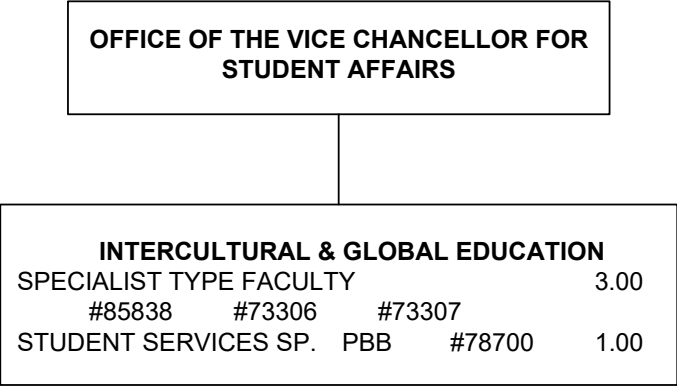 OFFICE OF THE VICE CHANCELLOR FOR
STUDENT AFFAIRS
INTERCULTURAL & GLOBAL EDUCATION
SPECIALIST TYPE FACULTY 3.00
#85838 #73306 #73307
STUDENT SERVICES SP. PBB #78700 1.00